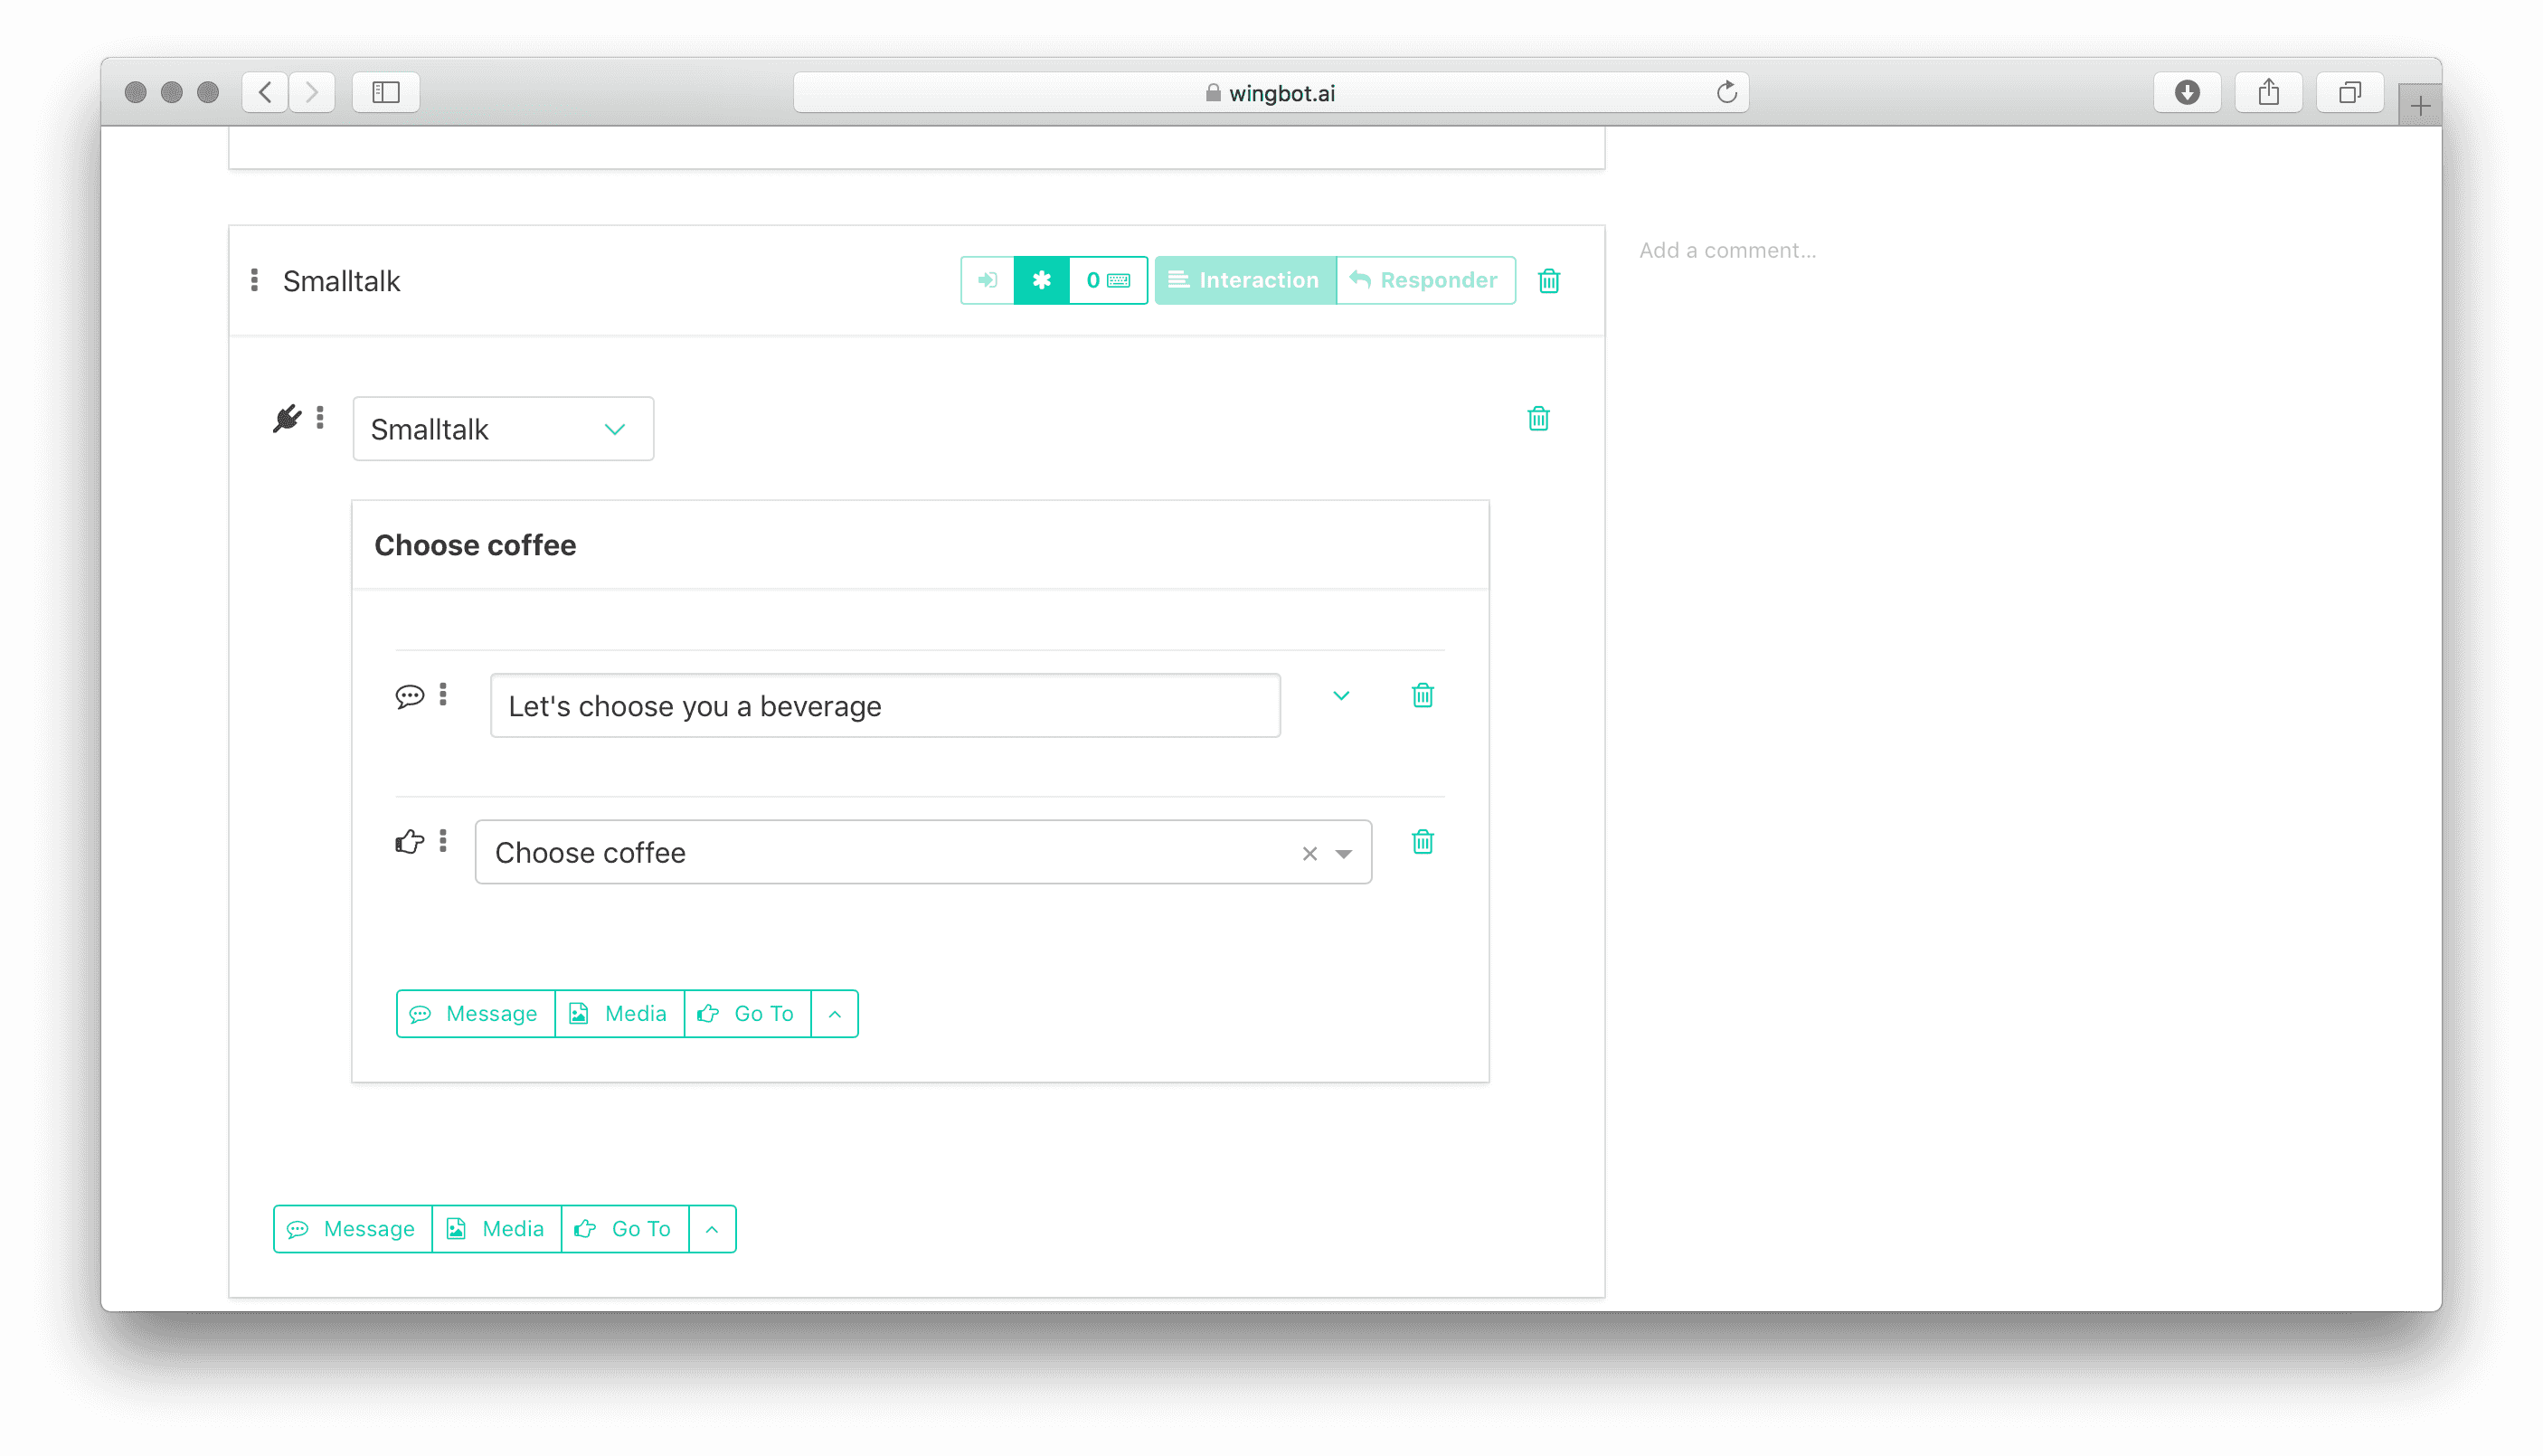 wingbot.ai
Smalltalk
0
Interaction
Responder
Add a comment...
Smalltalk
Choose coffee
Let's choose you a beverage
Choose coffee
Message
Media
Go To
Message
Media
Go To